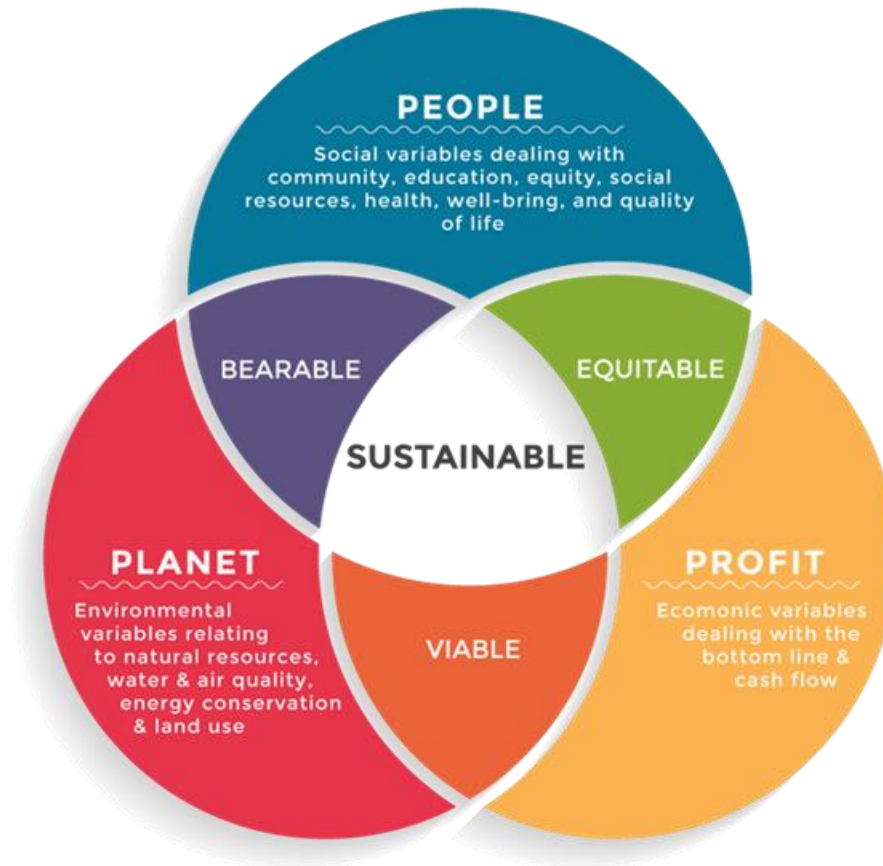 PEOPLE
Social variables dealing with
community, education, equity, social
resources, health, well-bring, and quality
of life
BEARABLE
EQUITABLE
SUSTAINABLE
PLANET
Environmental
variables relating
to natural resources,
water & air quality,
energy conservation
& land use
VIABLE
PROFIT
Ecomonic variables
dealing with the
bottom line &
cash flow